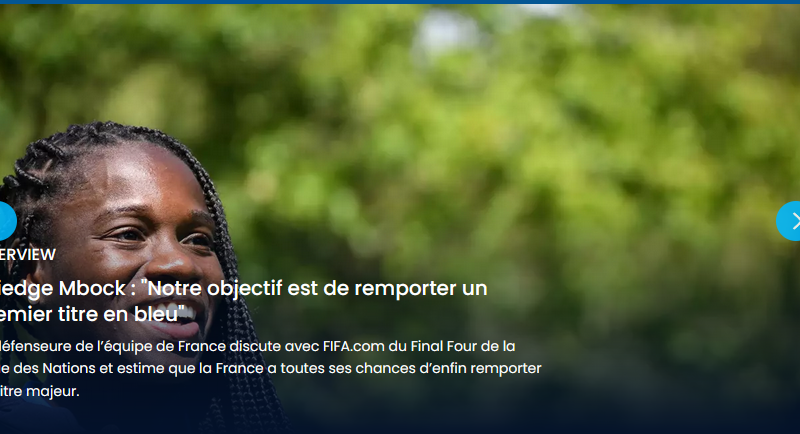 ERVIEW
iedge Mbock : "Notre objectif est de remporter un
emier titre en bleu"
défenseure de l’équipe de France discute avec FIFA.com du Final Four de la
e des Nations et estime que la France a toutes ses chances d’enfin remporter
itre majeur.